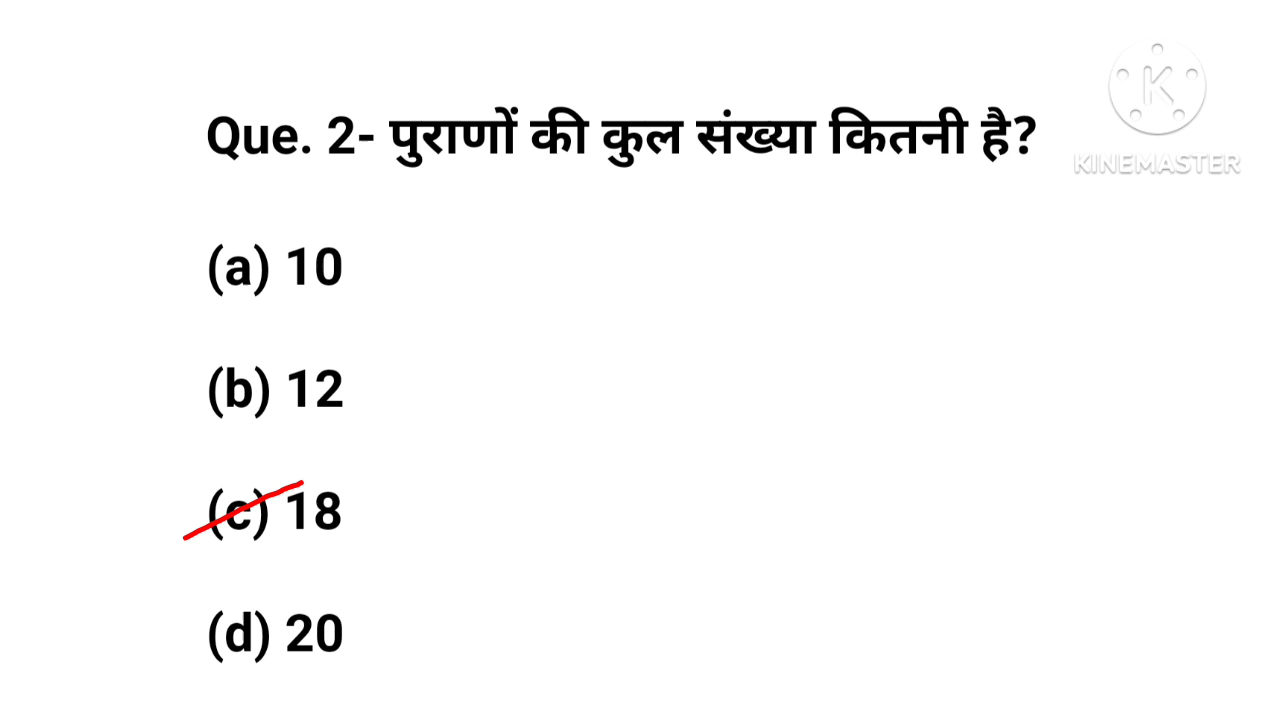 Que. 2- पुराणों की कुल संख्या कितनी है?
KINEMASTER
(a) 10
(b) 12
(c) 18
(d) 20